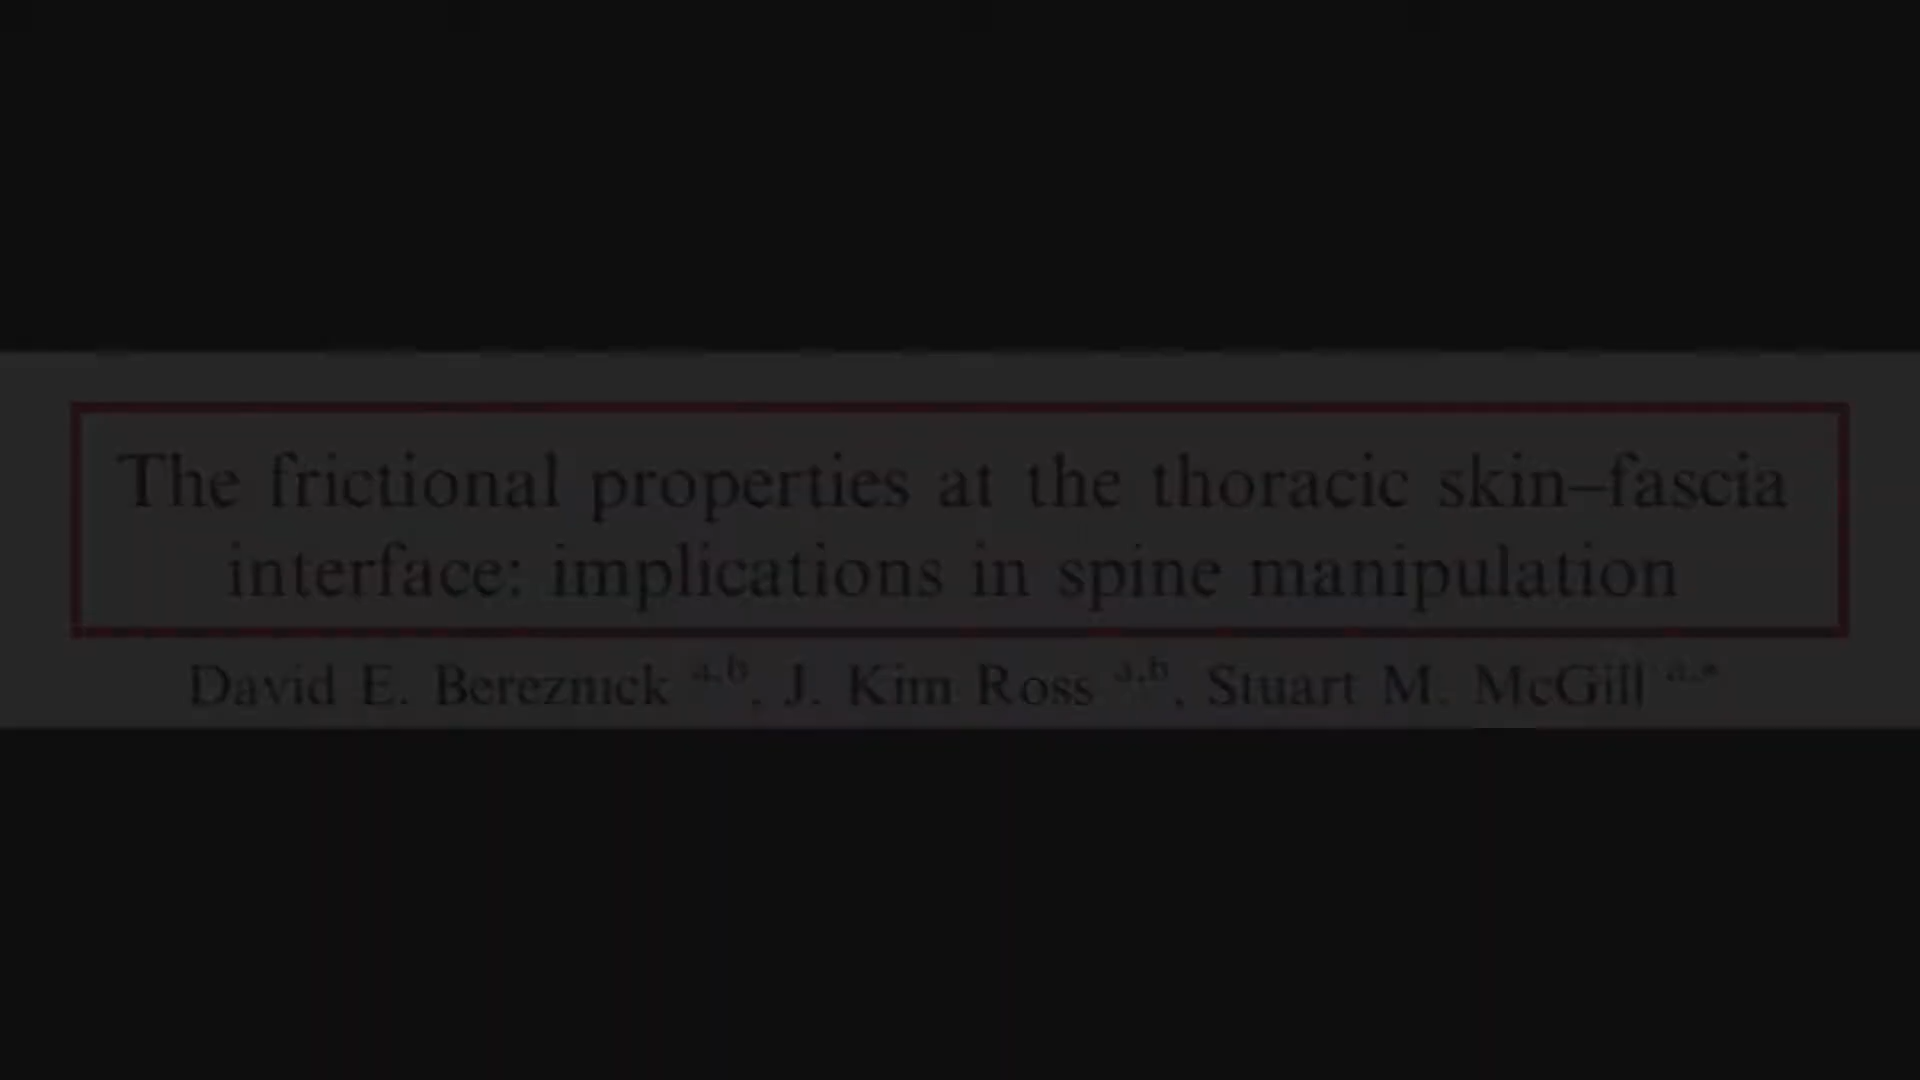 The frictional properties at the thoracic skin–fascia
interface: implications in spine manipulation
David E. Bereznick a,b, J. Kim Ross a,b, Stuart M. McGill a,*